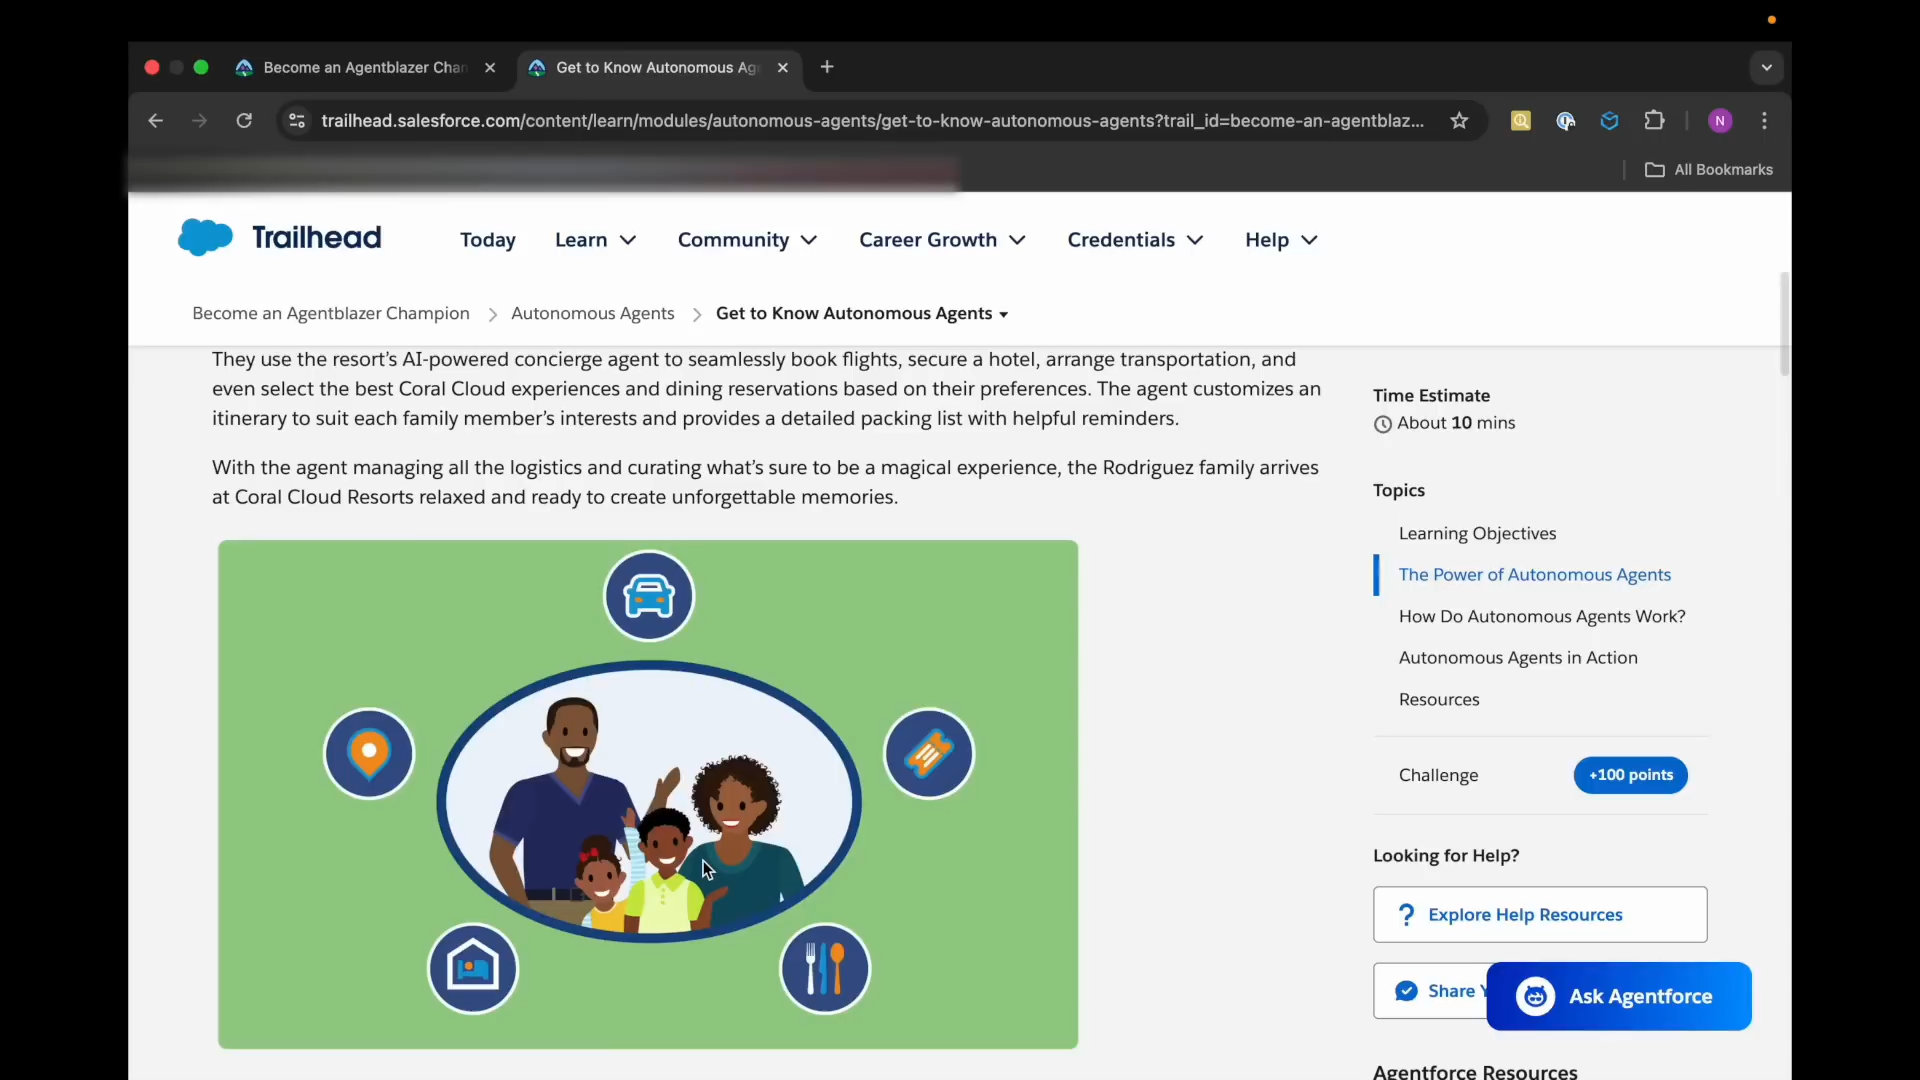 Become an Agentblazer Cha
Get to Know Autonomous Ag
trailhead.salesforce.com/content/learn/modules/autonomous-agents/get-to-know-autonomous-agents?trail_id=become-an-agentblaz...
N
All Bookmarks
Trailhead
Today
Learn
Community
Career Growth
Credentials
Help
Become an Agentblazer Champion
Autonomous Agents
Get to Know Autonomous Agents
They use the resort’s AI-powered concierge agent to seamlessly book flights, secure a hotel, arrange transportation, and
even select the best Coral Cloud experiences and dining reservations based on their preferences. The agent customizes an
itinerary to suit each family member’s interests and provides a detailed packing list with helpful reminders.
With the agent managing all the logistics and curating what’s sure to be a magical experience, the Rodriguez family arrives
at Coral Cloud Resorts relaxed and ready to create unforgettable memories.
Time Estimate
About 10 mins
Topics
Learning Objectives
The Power of Autonomous Agents
How Do Autonomous Agents Work?
Autonomous Agents in Action
Resources
Challenge
+100 points
Looking for Help?
? Explore Help Resources
Share Y
Ask Agentforce
Agentforce Resources